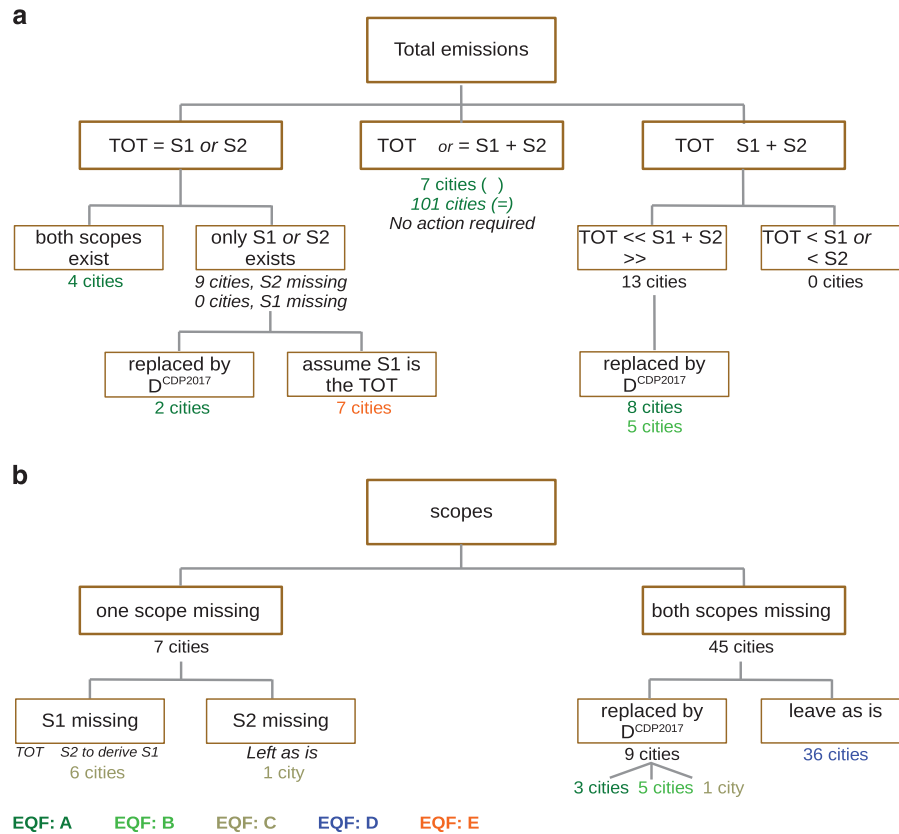 a
Total emissions
TOT = S1 or S2
TOT or = S1 + S2
TOT S1 + S2
7 cities ( )
101 cities (=)
No action required
both scopes
exist
4 cities
only S1 or S2
exists
9 cities, S2 missing
0 cities, S1 missing
TOT << S1 + S2
>>
13 cities
TOT < S1 or
< S2
0 cities
replaced by
D^CDP2017
2 cities
assume S1 is
the TOT
7 cities
replaced by
D^CDP2017
8 cities
5 cities
b
scopes
one scope missing
7 cities
both scopes missing
45 cities
S1 missing
TOT S2 to derive S1
6 cities
S2 missing
Left as is
1 city
replaced by
D^CDP2017
9 cities
3 cities 5 cities 1 city
leave as is
36 cities
EQF: A EQF: B EQF: C EQF: D EQF: E